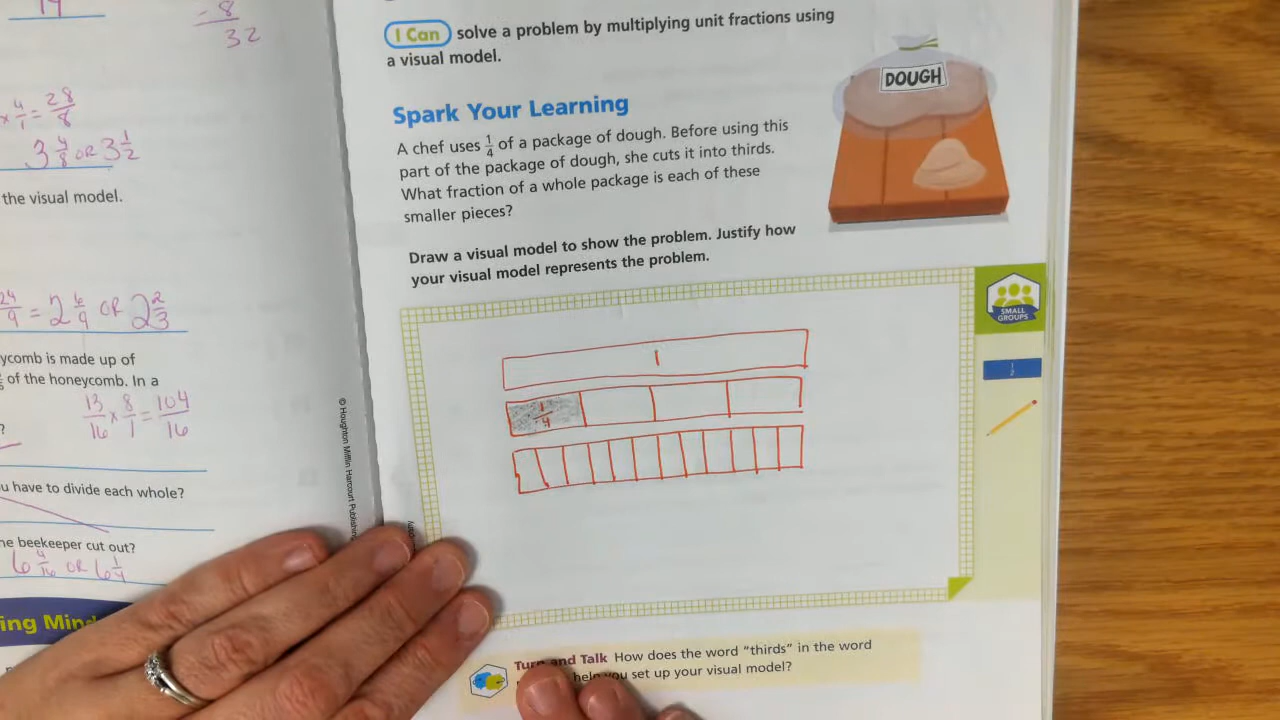 - 8
32
× 4/1 = 28/8
3 4/8 OR 3 1/2
the visual model.
24/9 = 2 6/9 OR 2 2/3
ycomb is made up of
of the honeycomb. In a
13/16 × 8/1 = 104/16
?
u have to divide each whole?
ne beekeeper cut out?
6 4/16 OR 6 1/4
ing Mind
© Houghton Mifflin Harcourt Publishing
I Can solve a problem by multiplying unit fractions using
a visual model.
DOUGH
Spark Your Learning
A chef uses 1/4 of a package of dough. Before using this
part of the package of dough, she cuts it into thirds.
What fraction of a whole package is each of these
smaller pieces?
Draw a visual model to show the problem. Justify how
your visual model represents the problem.
SMALL
GROUPS
1/2
1
1/4
Turn and Talk How does the word "thirds" in the word
help you set up your visual model?